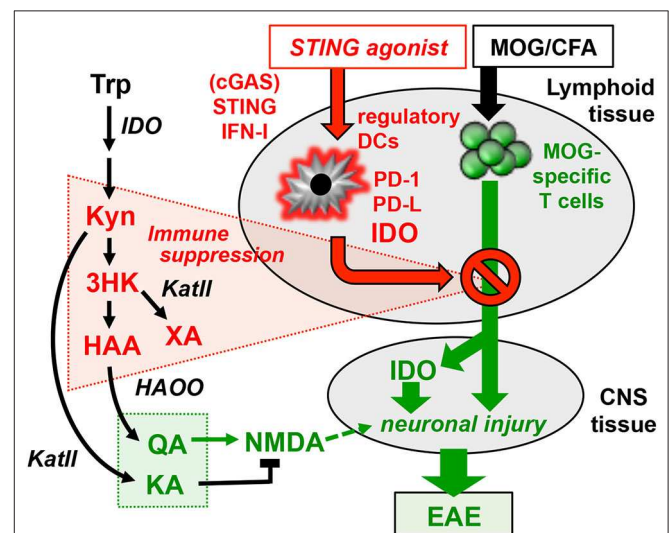 STING agonist
MOG/CFA
Trp
(cGAS)
STING
IFN-I
Lymphoid
tissue
IDO
regulatory
DCs
MOG-
specific
T cells
PD-1
PD-L
IDO
Kyn
Immune
suppression
3HK
KatII
HAA
XA
HAOO
IDO
CNS
tissue
neuronal injury
QA
NMDA
KatII
KA
EAE